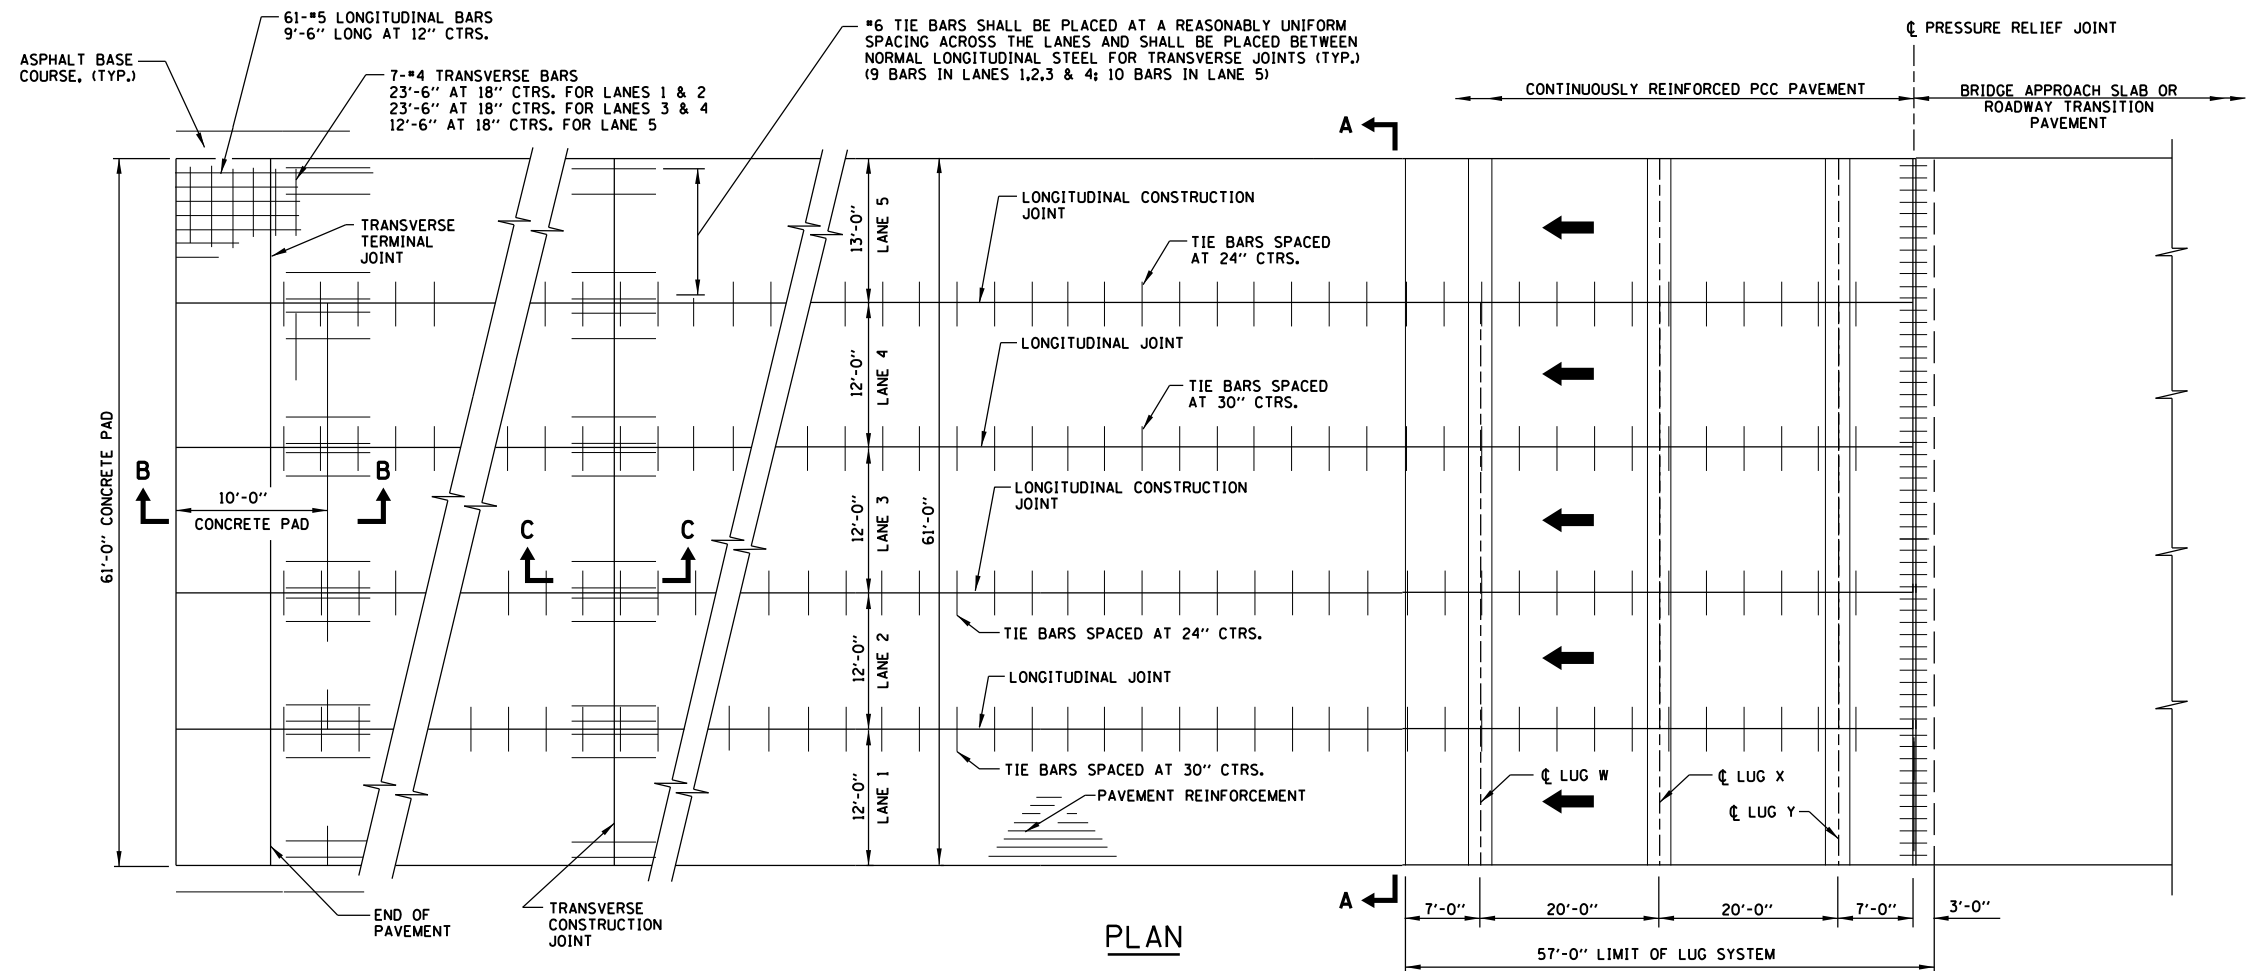 61-#5 LONGITUDINAL BARS
9'-6" LONG AT 12" CTRS.
ASPHALT BASE
COURSE, (TYP.)
7-#4 TRANSVERSE BARS
23'-6" AT 18" CTRS. FOR LANES 1 & 2
23'-6" AT 18" CTRS. FOR LANES 3 & 4
12'-6" AT 18" CTRS. FOR LANE 5
#6 TIE BARS SHALL BE PLACED AT A REASONABLY UNIFORM
SPACING ACROSS THE LANES AND SHALL BE PLACED BETWEEN
NORMAL LONGITUDINAL STEEL FOR TRANSVERSE JOINTS (TYP.)
(9 BARS IN LANES 1,2,3 & 4; 10 BARS IN LANE 5)
℄ PRESSURE RELIEF JOINT
CONTINUOUSLY REINFORCED PCC PAVEMENT
BRIDGE APPROACH SLAB OR
ROADWAY TRANSITION
PAVEMENT
A
TRANSVERSE
TERMINAL
JOINT
13'-0"
LANE 5
LONGITUDINAL CONSTRUCTION
JOINT
TIE BARS SPACED
AT 24" CTRS.
12'-0"
LANE 4
LONGITUDINAL JOINT
TIE BARS SPACED
AT 30" CTRS.
61'-0" CONCRETE PAD
B
B
10'-0"
CONCRETE PAD
C
C
12'-0"
LANE 3
61'-0"
LONGITUDINAL CONSTRUCTION
JOINT
TIE BARS SPACED AT 24" CTRS.
12'-0"
LANE 2
LONGITUDINAL JOINT
TIE BARS SPACED AT 30" CTRS.
12'-0"
LANE 1
PAVEMENT REINFORCEMENT
℄ LUG W
℄ LUG X
℄ LUG Y
END OF
PAVEMENT
TRANSVERSE
CONSTRUCTION
JOINT
A
7'-0"
20'-0"
20'-0"
7'-0"
3'-0"
57'-0" LIMIT OF LUG SYSTEM
PLAN